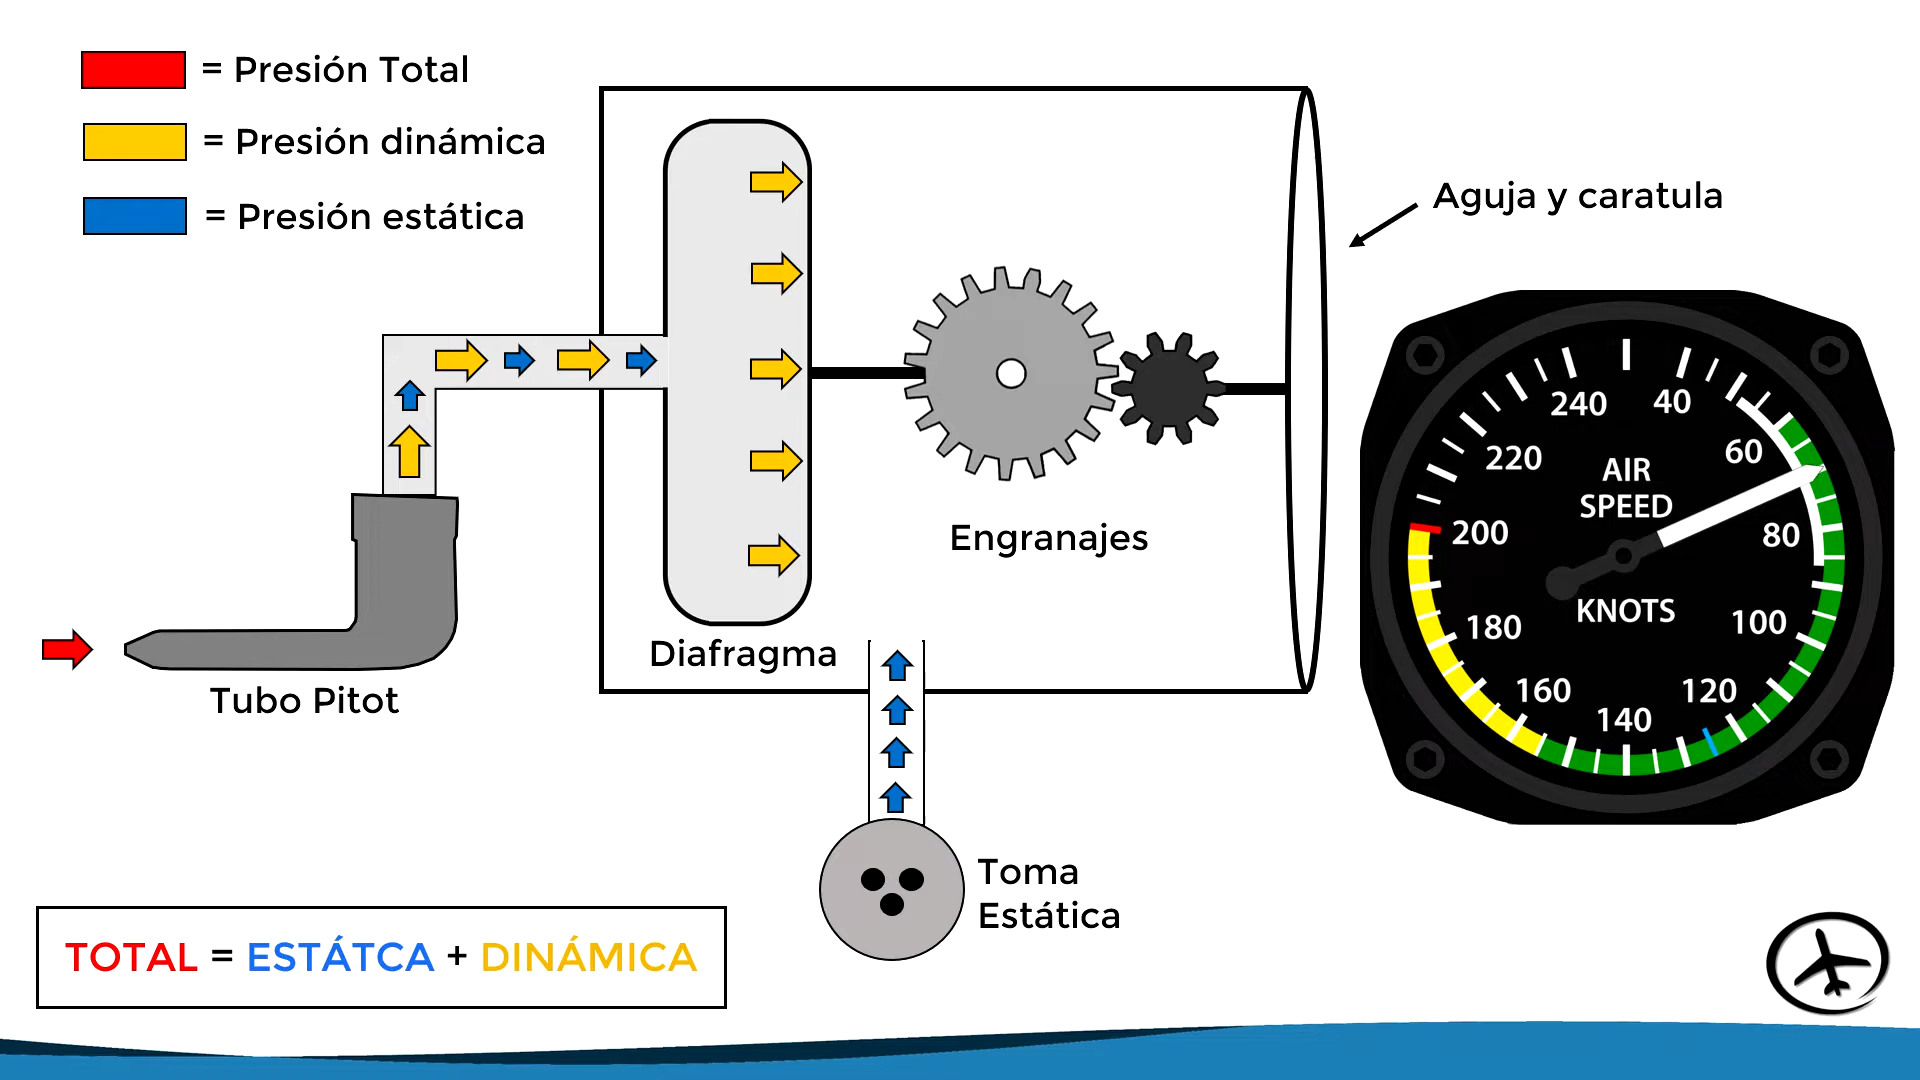 = Presión Total
= Presión dinámica
= Presión estática
Aguja y caratula
240
40
220
60
AIR
SPEED
200
80
KNOTS
180
100
160
120
140
Engranajes
Diafragma
Tubo Pitot
Toma
Estática
TOTAL = ESTÁTCA + DINÁMICA